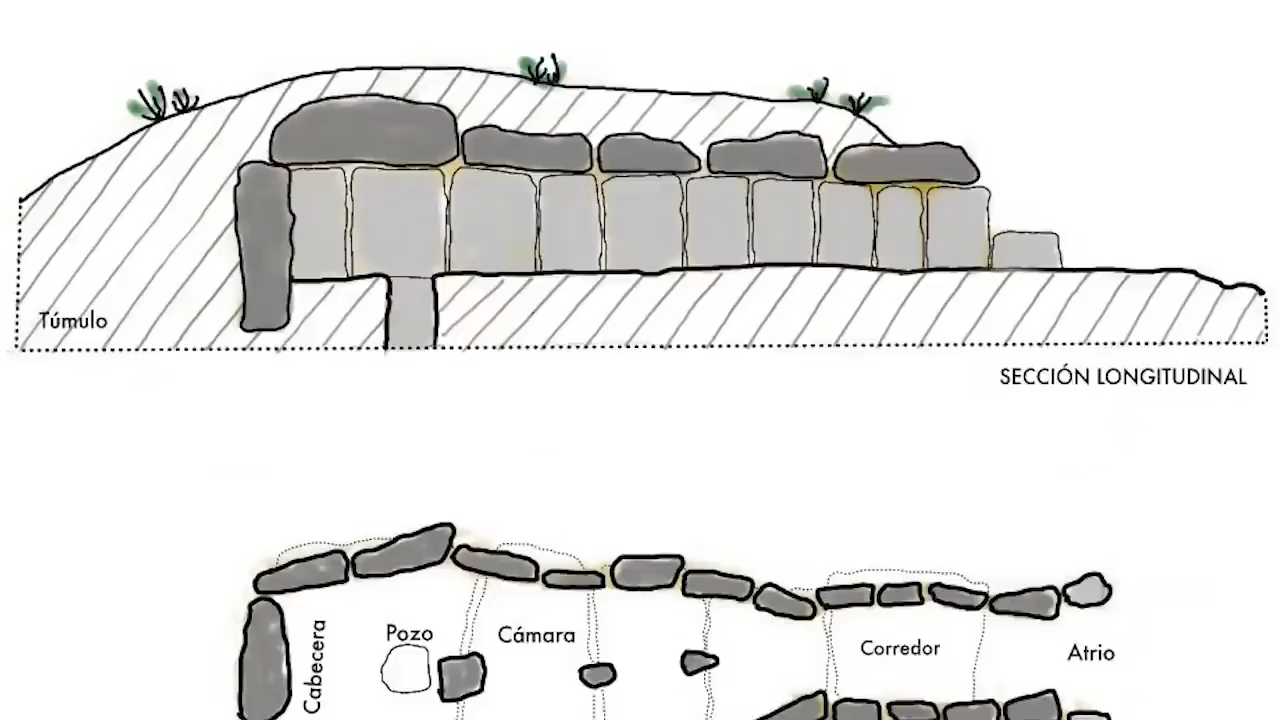 Túmulo
SECCIÓN LONGITUDINAL
Cabecera
Pozo
Cámara
Corredor
Atrio